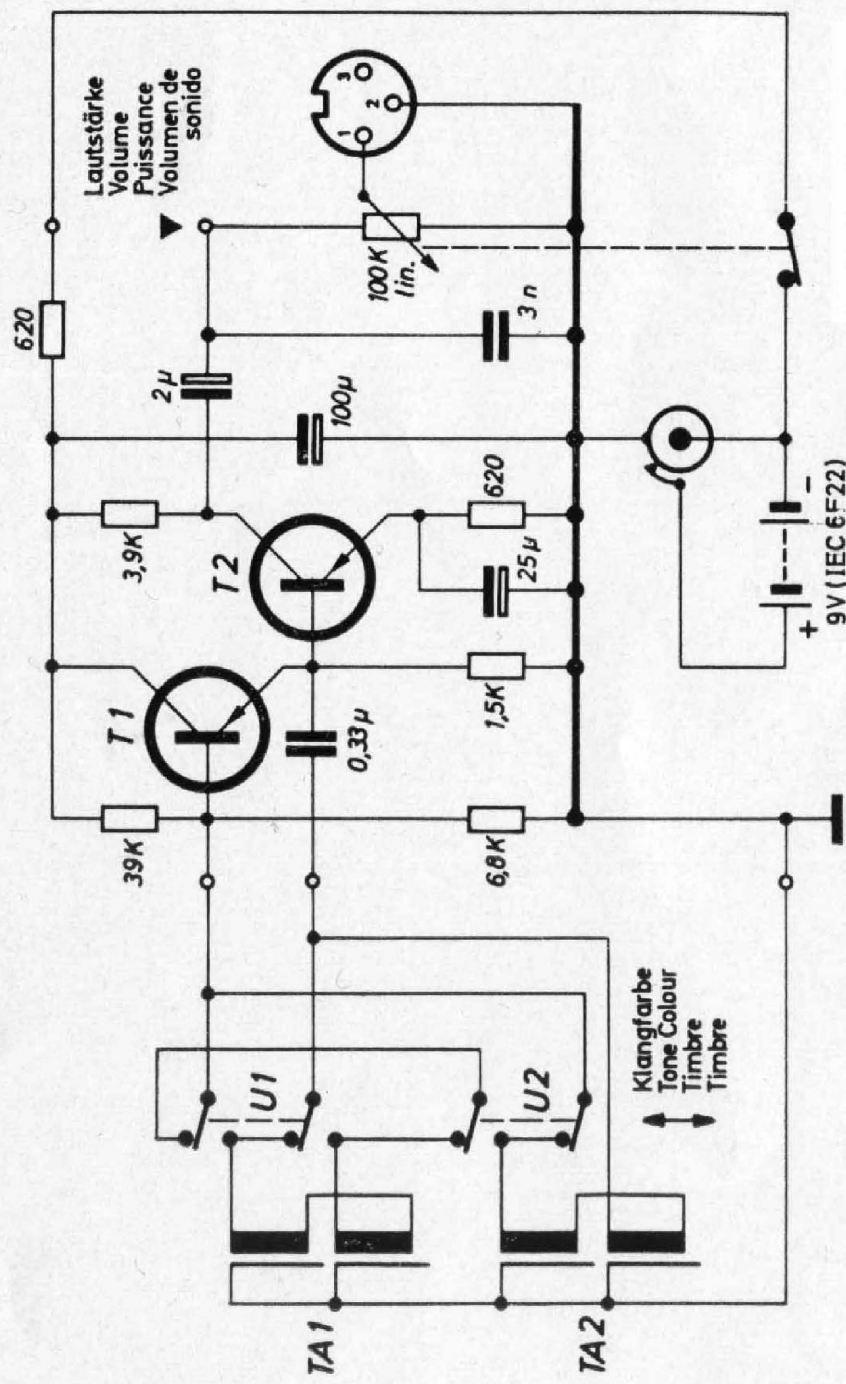 TA1
TA2
U1
U2
Klangfarbe
Tone Colour
Timbre
Timbre
39K
6,8K
T1
0,33µ
1,5K
3,9K
T2
25µ
620
100µ
2µ
3n
620
100K
lin.
Lautstärke
Volume
Puissance
Volumen de
sonido
1
2
3
+
-
9V (IEC 6F22)